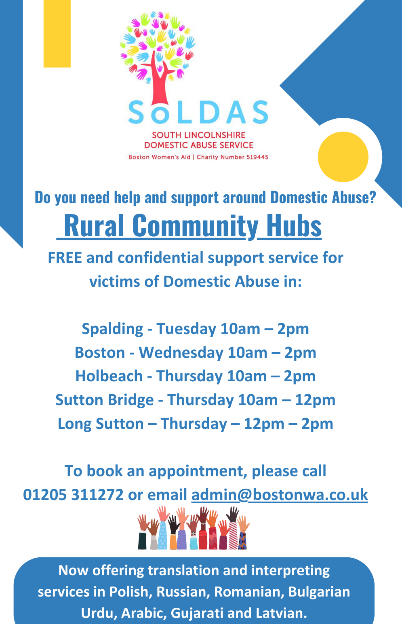 SoLDAS
SOUTH LINCOLNSHIRE
DOMESTIC ABUSE SERVICE
Boston Women's Aid | Charity Number 519445
Do you need help and support around Domestic Abuse?
Rural Community Hubs
FREE and confidential support service for
victims of Domestic Abuse in:
Spalding - Tuesday 10am – 2pm
Boston - Wednesday 10am – 2pm
Holbeach - Thursday 10am – 2pm
Sutton Bridge - Thursday 10am – 12pm
Long Sutton – Thursday – 12pm – 2pm
To book an appointment, please call
01205 311272 or email admin@bostonwa.co.uk
Now offering translation and interpreting
services in Polish, Russian, Romanian, Bulgarian
Urdu, Arabic, Gujarati and Latvian.